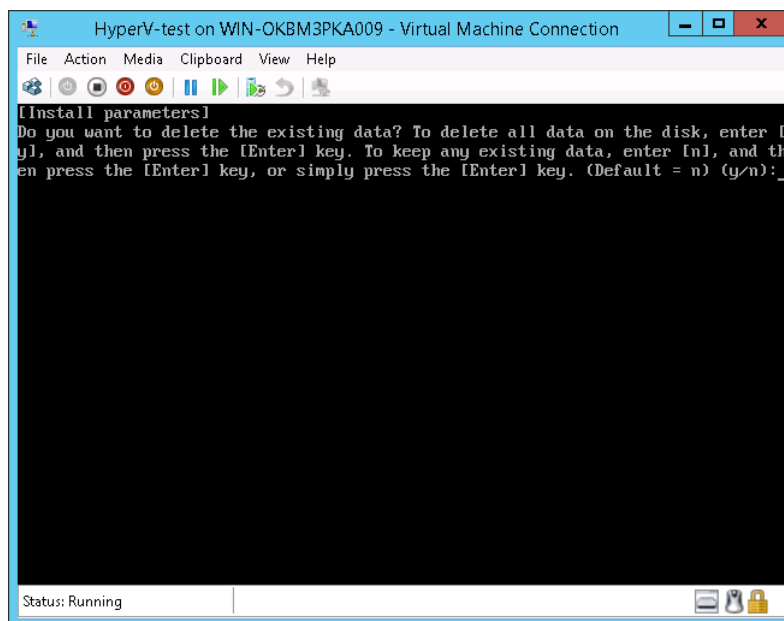 HyperV-test on WIN-OKBM3PKA009 - Virtual Machine Connection
File Action Media Clipboard View Help
[Install parameters]
Do you want to delete the existing data? To delete all data on the disk, enter [
y], and then press the [Enter] key. To keep any existing data, enter [n], and th
en press the [Enter] key, or simply press the [Enter] key. (Default = n) (y/n):_
Status: Running